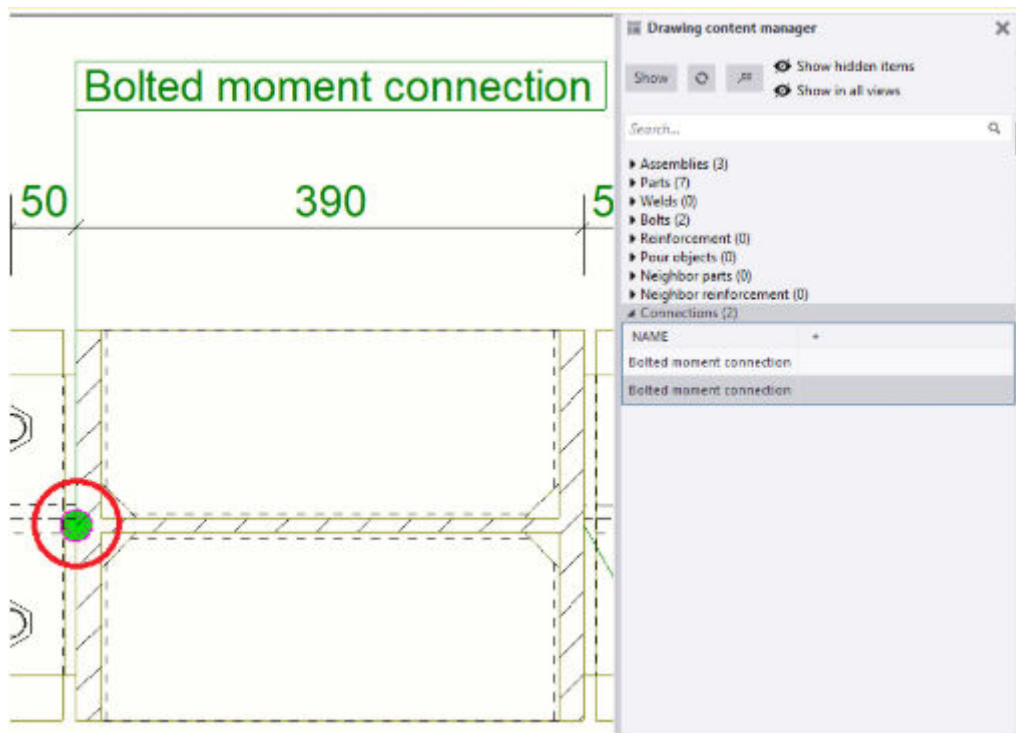 Bolted moment connection
50
390
5
Drawing content manager
Show
Show hidden items
Show in all views
Search...
Assemblies (3)
Parts (7)
Welds (0)
Bolts (2)
Reinforcement (0)
Pour objects (0)
Neighbor parts (0)
Neighbor reinforcement (0)
Connections (2)
NAME +
Bolted moment connection
Bolted moment connection